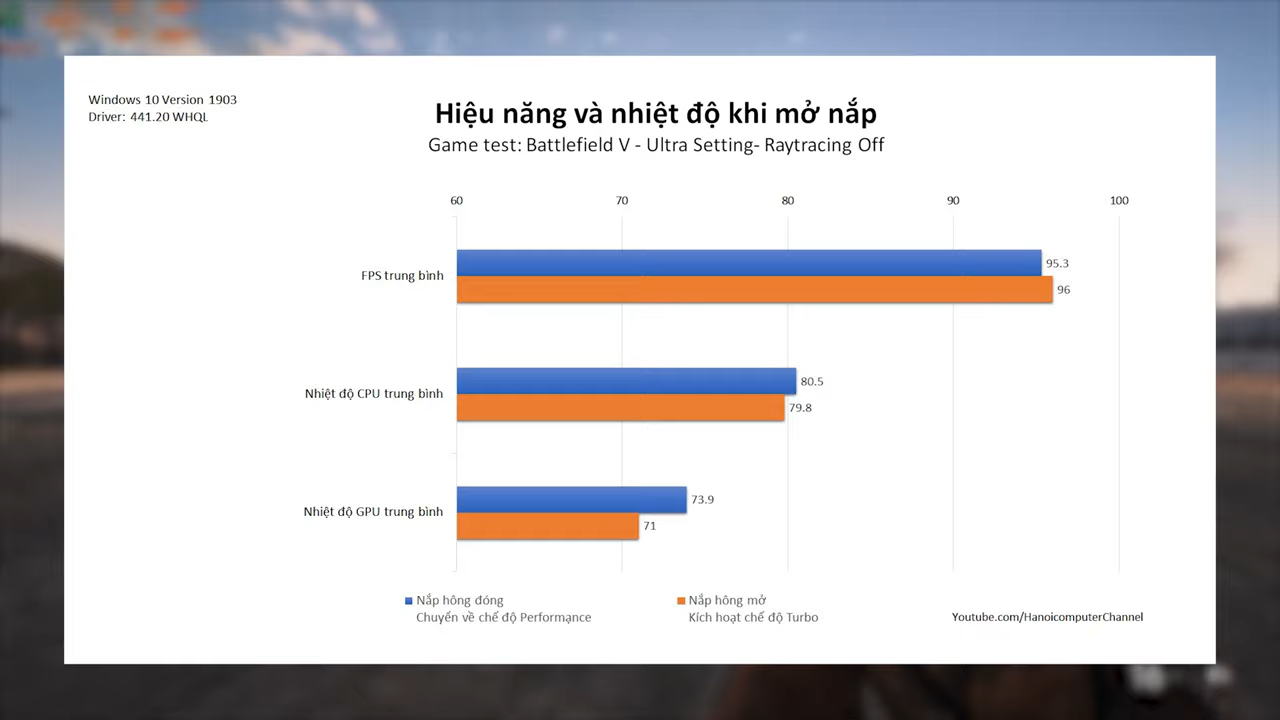 Windows 10 Version 1903
Driver: 441.20 WHQL
Hiệu năng và nhiệt độ khi mở nắp
Game test: Battlefield V - Ultra Setting- Raytracing Off
60 70 80 90 100
FPS trung bình
95.3
96
Nhiệt độ CPU trung bình
80.5
79.8
Nhiệt độ GPU trung bình
73.9
71
Nắp hông đóng
Chuyển về chế độ Performançe
Nắp hông mở
Kích hoạt chế độ Turbo
Youtube.com/HanoicomputerChannel